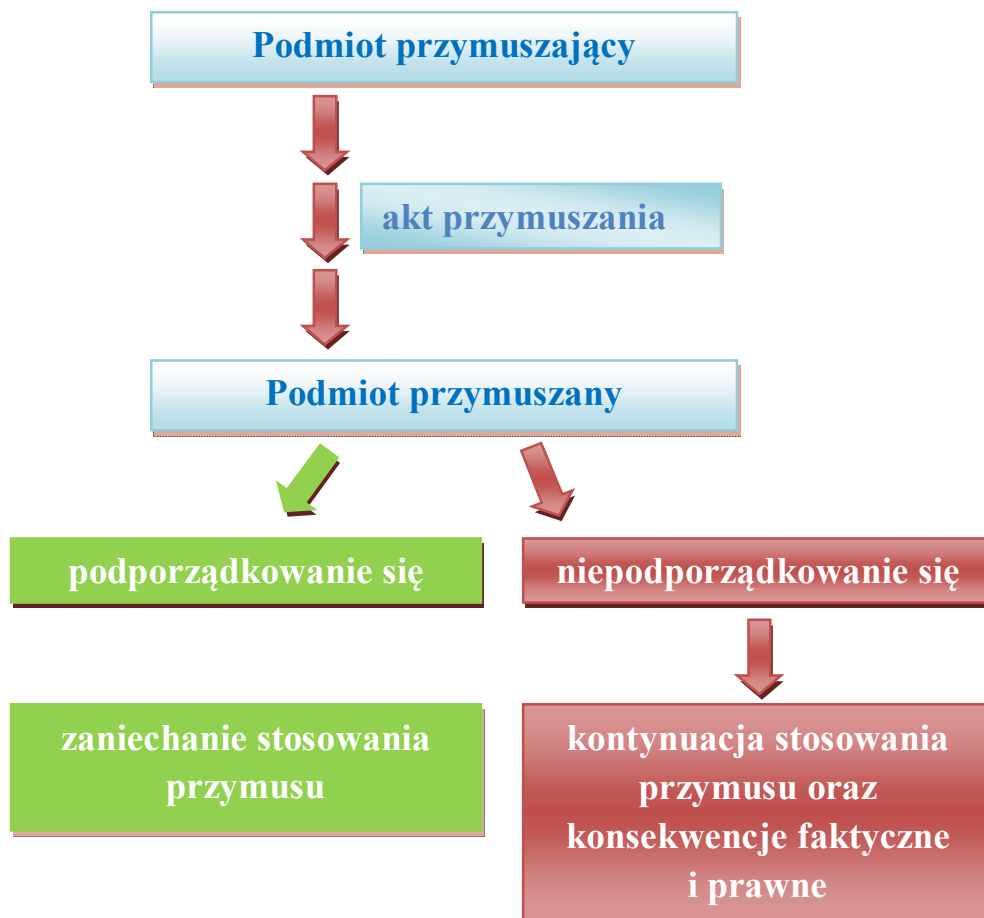 Podmiot przymuszający
akt przymuszania
Podmiot przymuszany
podporządkowanie się
niepodporządkowanie się
zaniechanie stosowania
przymusu
kontynuacja stosowania
przymusu oraz
konsekwencje faktyczne
i prawne